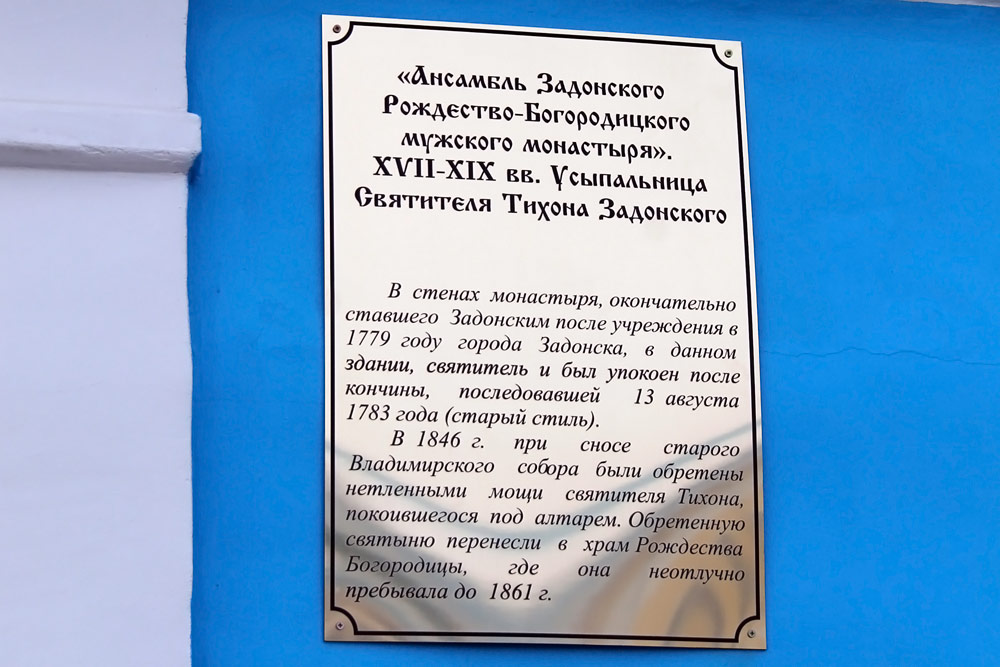 «Ансамбль Задонского
Рождество-Богородицкого
мужского монастыря».
XVII-XIX вв. Усыпальница
Святителя Тихона Задонского
В стенах монастыря, окончательно
ставшего Задонским после учреждения в
1779 году города Задонска, в данном
здании, святитель и был упокоен после
кончины, последовавшей 13 августа
1783 года (старый стиль).
В 1846 г. при сносе старого
Владимирского собора были обретены
нетленными мощи святителя Тихона,
покоившегося под алтарем. Обретенную
святыню перенесли в храм Рождества
Богородицы, где она неотлучно
пребывала до 1861 г.